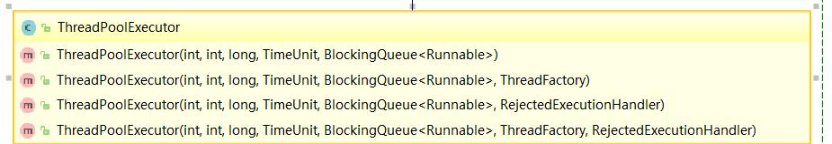 ThreadPoolExecutor
ThreadPoolExecutor(int, int, long, TimeUnit, BlockingQueue<Runnable>)
ThreadPoolExecutor(int, int, long, TimeUnit, BlockingQueue<Runnable>, ThreadFactory)
ThreadPoolExecutor(int, int, long, TimeUnit, BlockingQueue<Runnable>, RejectedExecutionHandler)
ThreadPoolExecutor(int, int, long, TimeUnit, BlockingQueue<Runnable>, ThreadFactory, RejectedExecutionHandler)